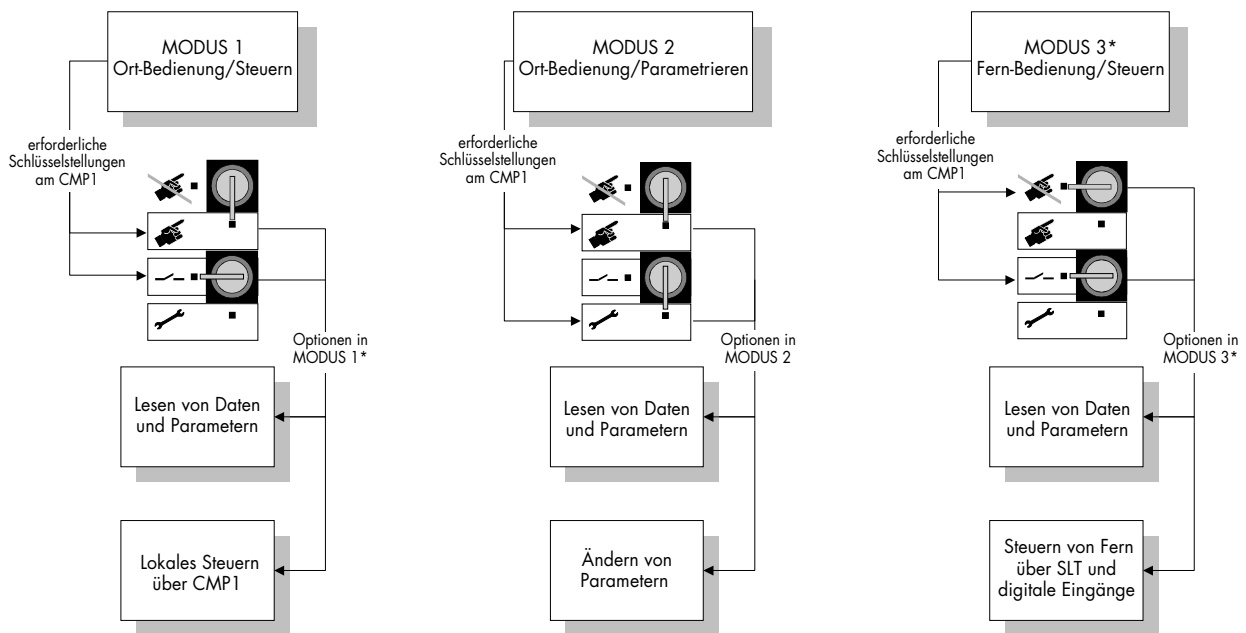 MODUS 1
Ort-Bedienung/Steuern
erforderliche
Schlüsselstellungen
am CMP1
Optionen in
MODUS 1*
Lesen von Daten
und Parametern
Lokales Steuern
über CMP1
MODUS 2
Ort-Bedienung/Parametrieren
erforderliche
Schlüsselstellungen
am CMP1
Optionen in
MODUS 2
Lesen von Daten
und Parametern
Ändern von
Parametern
MODUS 3*
Fern-Bedienung/Steuern
erforderliche
Schlüsselstellungen
am CMP1
Optionen in
MODUS 3*
Lesen von Daten
und Parametern
Steuern von Fern
über SLT und
digitale Eingänge